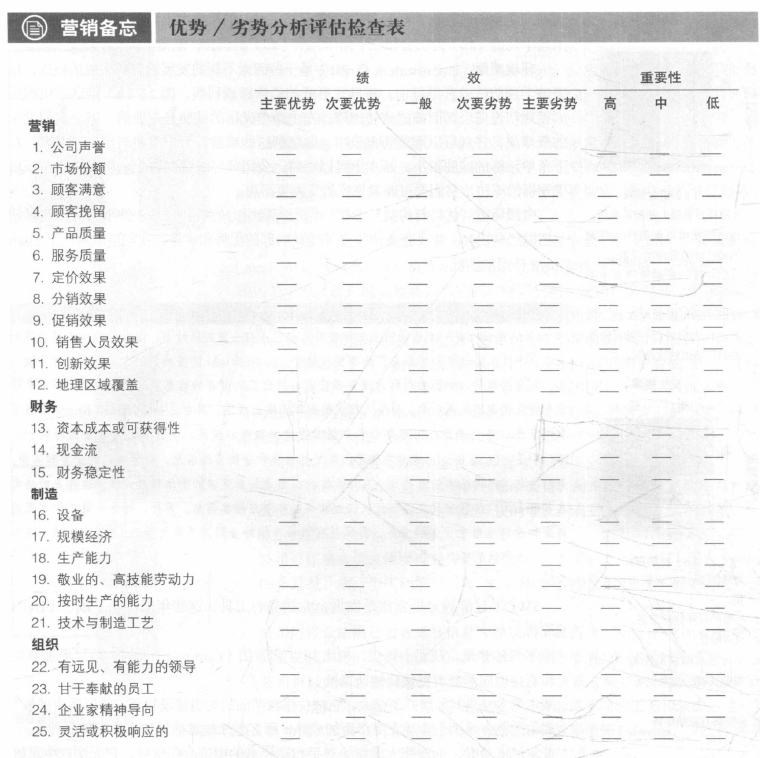 营销备忘 优势 / 劣势分析评估检查表
绩 效 重要性
主要优势 次要优势 一般 次要劣势 主要劣势 高 中 低
营销
1. 公司声誉
2. 市场份额
3. 顾客满意
4. 顾客挽留
5. 产品质量
6. 服务质量
7. 定价效果
8. 分销效果
9. 促销效果
10. 销售人员效果
11. 创新效果
12. 地理区域覆盖
财务
13. 资本成本或可获得性
14. 现金流
15. 财务稳定性
制造
16. 设备
17. 规模经济
18. 生产能力
19. 敬业的、高技能劳动力
20. 按时生产的能力
21. 技术与制造工艺
组织
22. 有远见、有能力的领导
23. 甘于奉献的员工
24. 企业家精神导向
25. 灵活或积极响应的